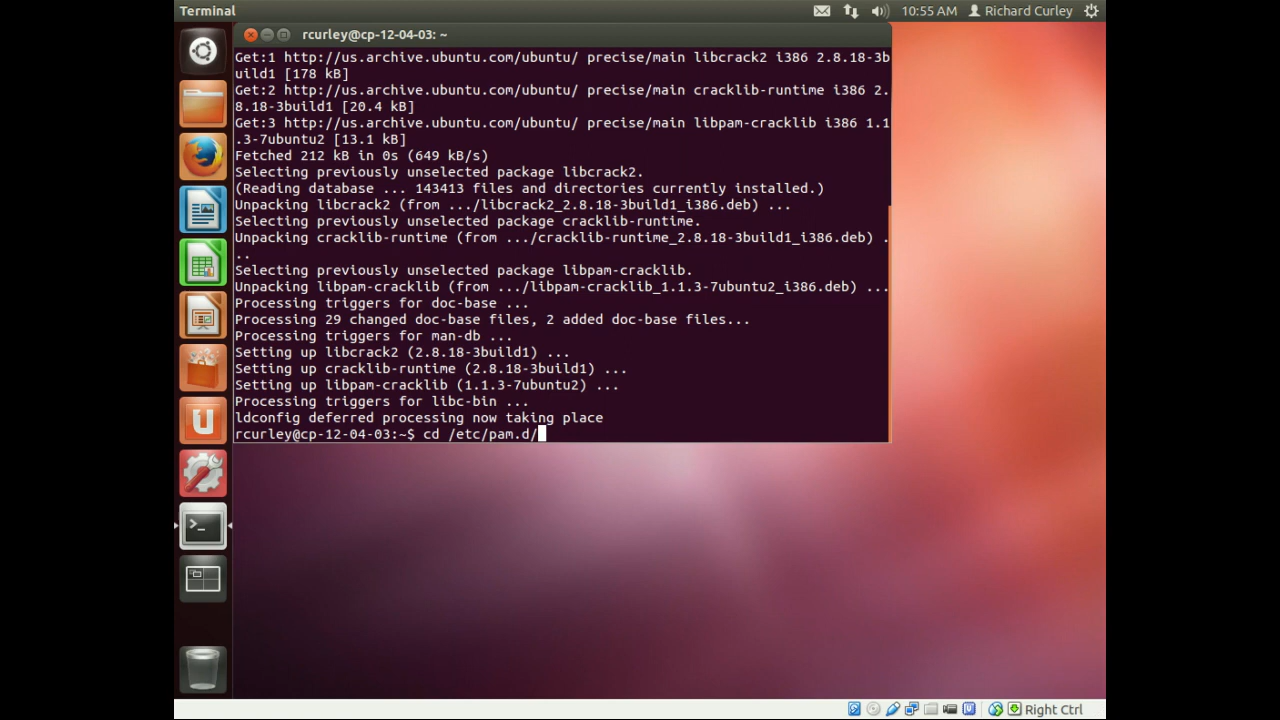 Terminal
10:55 AM
Richard Curley
rcurley@cp-12-04-03: ~
Get:1 http://us.archive.ubuntu.com/ubuntu/ precise/main libcrack2 i386 2.8.18-3b
uild1 [178 kB]
Get:2 http://us.archive.ubuntu.com/ubuntu/ precise/main cracklib-runtime i386 2.
8.18-3build1 [20.4 kB]
Get:3 http://us.archive.ubuntu.com/ubuntu/ precise/main libpam-cracklib i386 1.1
.3-7ubuntu2 [13.1 kB]
Fetched 212 kB in 0s (649 kB/s)
Selecting previously unselected package libcrack2.
(Reading database ... 143413 files and directories currently installed.)
Unpacking libcrack2 (from .../libcrack2_2.8.18-3build1_i386.deb) ...
Selecting previously unselected package cracklib-runtime.
Unpacking cracklib-runtime (from .../cracklib-runtime_2.8.18-3build1_i386.deb) .
..
Selecting previously unselected package libpam-cracklib.
Unpacking libpam-cracklib (from .../libpam-cracklib_1.1.3-7ubuntu2_i386.deb) ...
Processing triggers for doc-base ...
Processing 29 changed doc-base files, 2 added doc-base files...
Processing triggers for man-db ...
Setting up libcrack2 (2.8.18-3build1) ...
Setting up cracklib-runtime (2.8.18-3build1) ...
Setting up libpam-cracklib (1.1.3-7ubuntu2) ...
Processing triggers for libc-bin ...
ldconfig deferred processing now taking place
rcurley@cp-12-04-03:~$ cd /etc/pam.d/
Right Ctrl